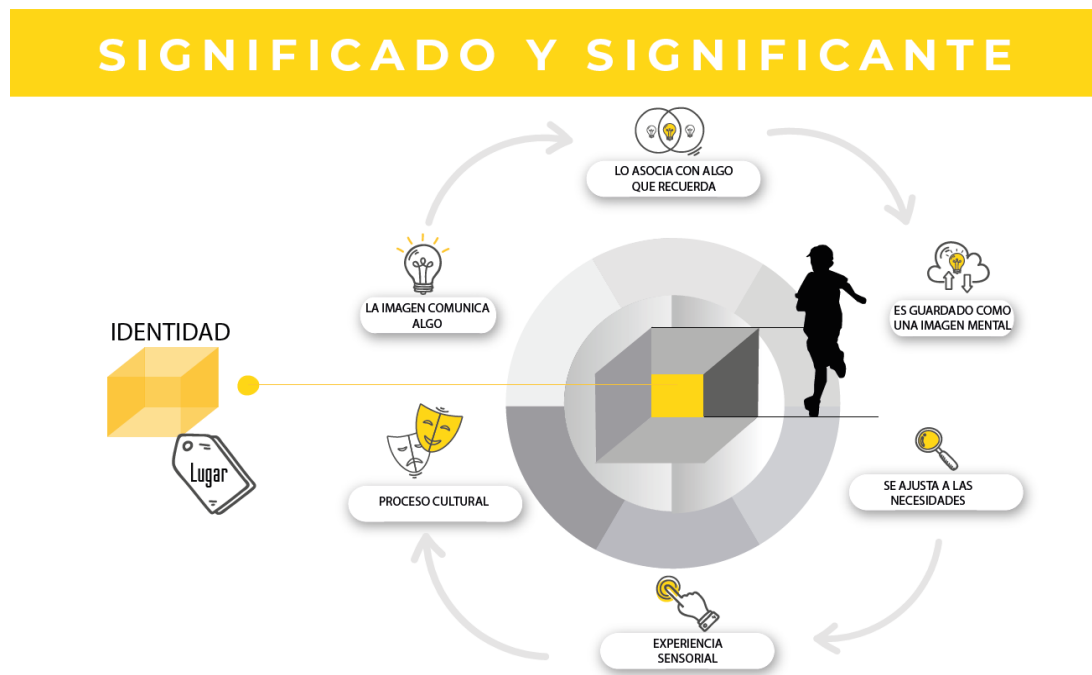 SIGNIFICADO Y SIGNIFICANTE
LO ASOCIA CON ALGO
QUE RECUERDA
LA IMAGEN COMUNICA
ALGO
ES GUARDADO COMO
UNA IMAGEN MENTAL
IDENTIDAD
Lugar
PROCESO CULTURAL
SE AJUSTA A LAS
NECESIDADES
EXPERIENCIA
SENSORIAL